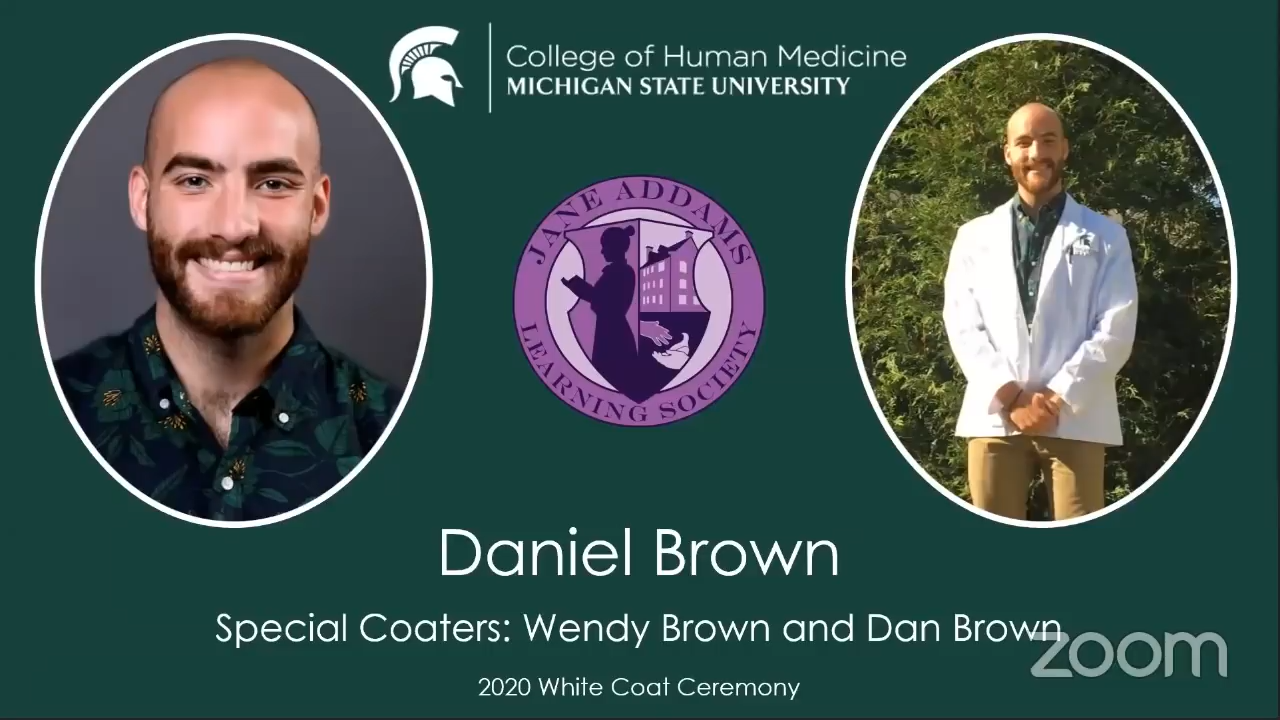 College of Human Medicine
MICHIGAN STATE UNIVERSITY
JANE ADDAMS
LEARNING SOCIETY
Daniel Brown
Special Coaters: Wendy Brown and Dan Brown
zoom
2020 White Coat Ceremony